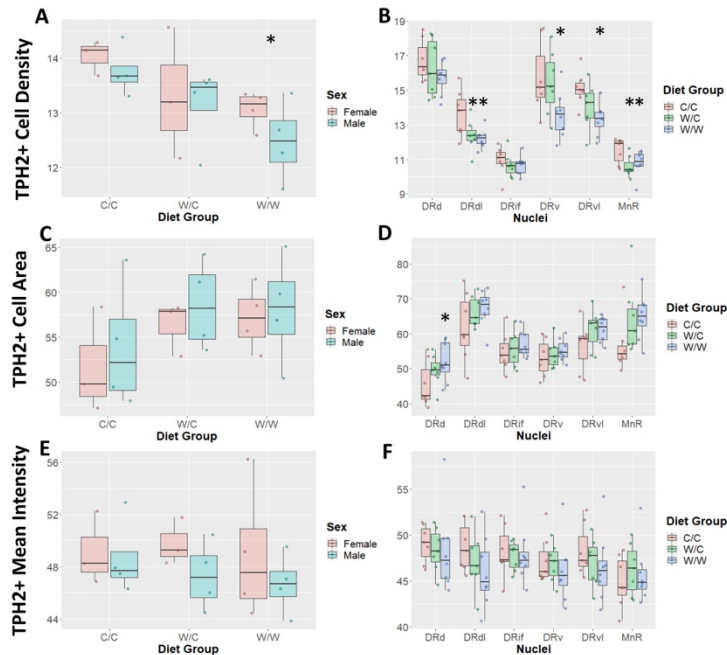 A
TPH2+ Cell Density
14
13
12
*
C/C
W/C
W/W
Diet Group
Sex
Female
Male
B
19
17
15
13
11
9
**
*
*
**
DRd
DRdl
DRif
DRv
DRvl
MnR
Nuclei
Diet Group
C/C
W/C
W/W
C
TPH2+ Cell Area
65
60
55
50
C/C
W/C
W/W
Diet Group
Sex
Female
Male
D
90
80
70
60
50
40
*
DRd
DRdl
DRif
DRv
DRvl
MnR
Nuclei
Diet Group
C/C
W/C
W/W
E
TPH2+ Mean Intensity
56
52
48
44
C/C
W/C
W/W
Diet Group
Sex
Female
Male
F
55
50
45
40
DRd
DRdl
DRif
DRv
DRvl
MnR
Nuclei
Diet Group
C/C
W/C
W/W